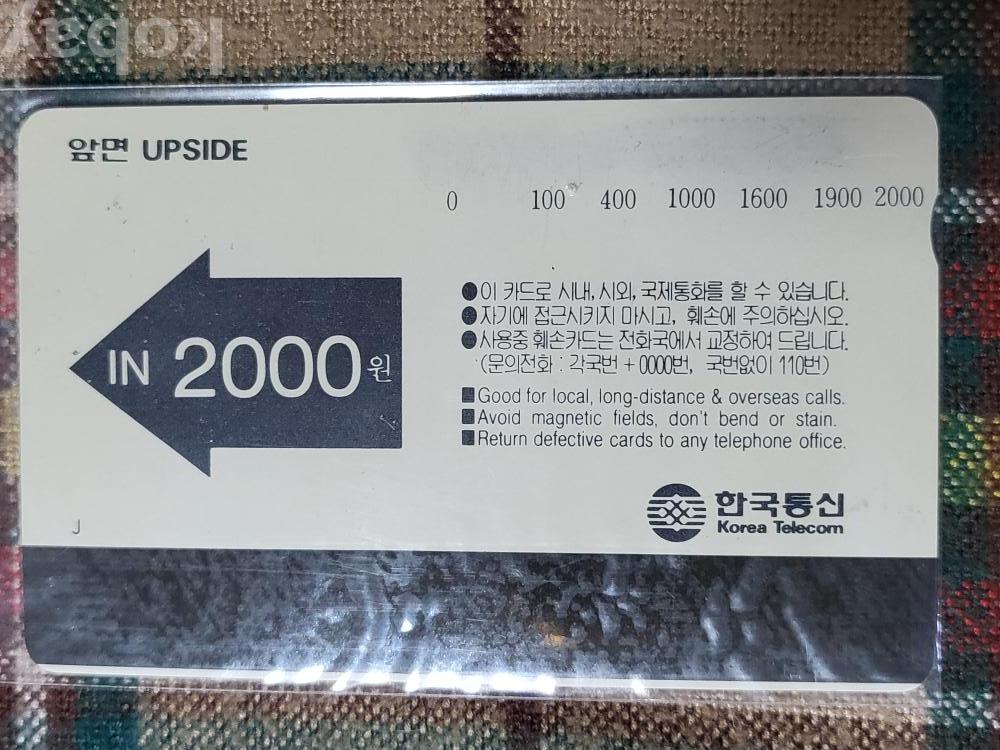 kobay
앞면 UPSIDE
0 100 400 1000 1600 1900 2000
●이 카드로 시내, 시외, 국제통화를 할 수 있습니다.
●자기에 접근시키지 마시고, 훼손에 주의하십시오.
●사용중 훼손카드는 전화국에서 교정하여 드립니다.
(문의전화 : 각국번 + 0000번, 국번없이 110번)
IN 2000원
■Good for local, long-distance & overseas calls.
■Avoid magnetic fields, don't bend or stain.
■Return defective cards to any telephone office.
한국통신
Korea Telecom
J